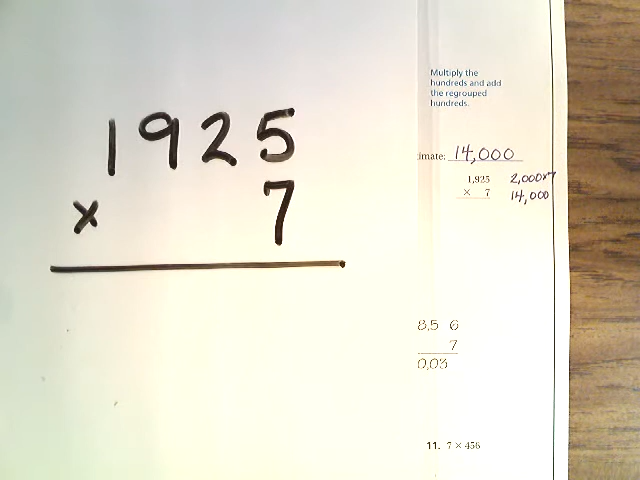 1925
× 7
Multiply the
hundreds and add
the regrouped
hundreds.
imate: 14,000
1,925 2,000×7
× 7 14,000
8,5 6
7
0,03
11. 7 × 456